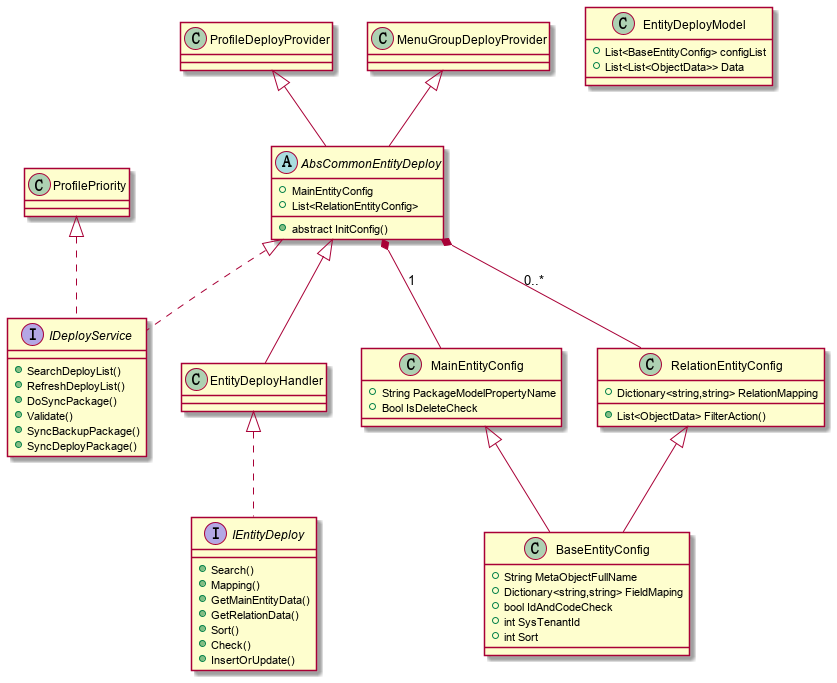 C ProfileDeployProvider
C MenuGroupDeployProvider
C EntityDeployModel
List<BaseEntityConfig> configList
List<List<ObjectData>> Data
A AbsCommonEntityDeploy
MainEntityConfig
List<RelationEntityConfig>
abstract InitConfig()
C ProfilePriority
1
0..*
I IDeployService
SearchDeployList()
RefreshDeployList()
DoSyncPackage()
Validate()
SyncBackupPackage()
SyncDeployPackage()
C EntityDeployHandler
C MainEntityConfig
String PackageModelPropertyName
Bool IsDeleteCheck
C RelationEntityConfig
Dictionary<string,string> RelationMapping
List<ObjectData> FilterAction()
I IEntityDeploy
Search()
Mapping()
GetMainEntityData()
GetRelationData()
Sort()
Check()
InsertOrUpdate()
C BaseEntityConfig
String MetaObjectFullName
Dictionary<string,string> FieldMaping
bool IdAndCodeCheck
int SysTenantId
int Sort